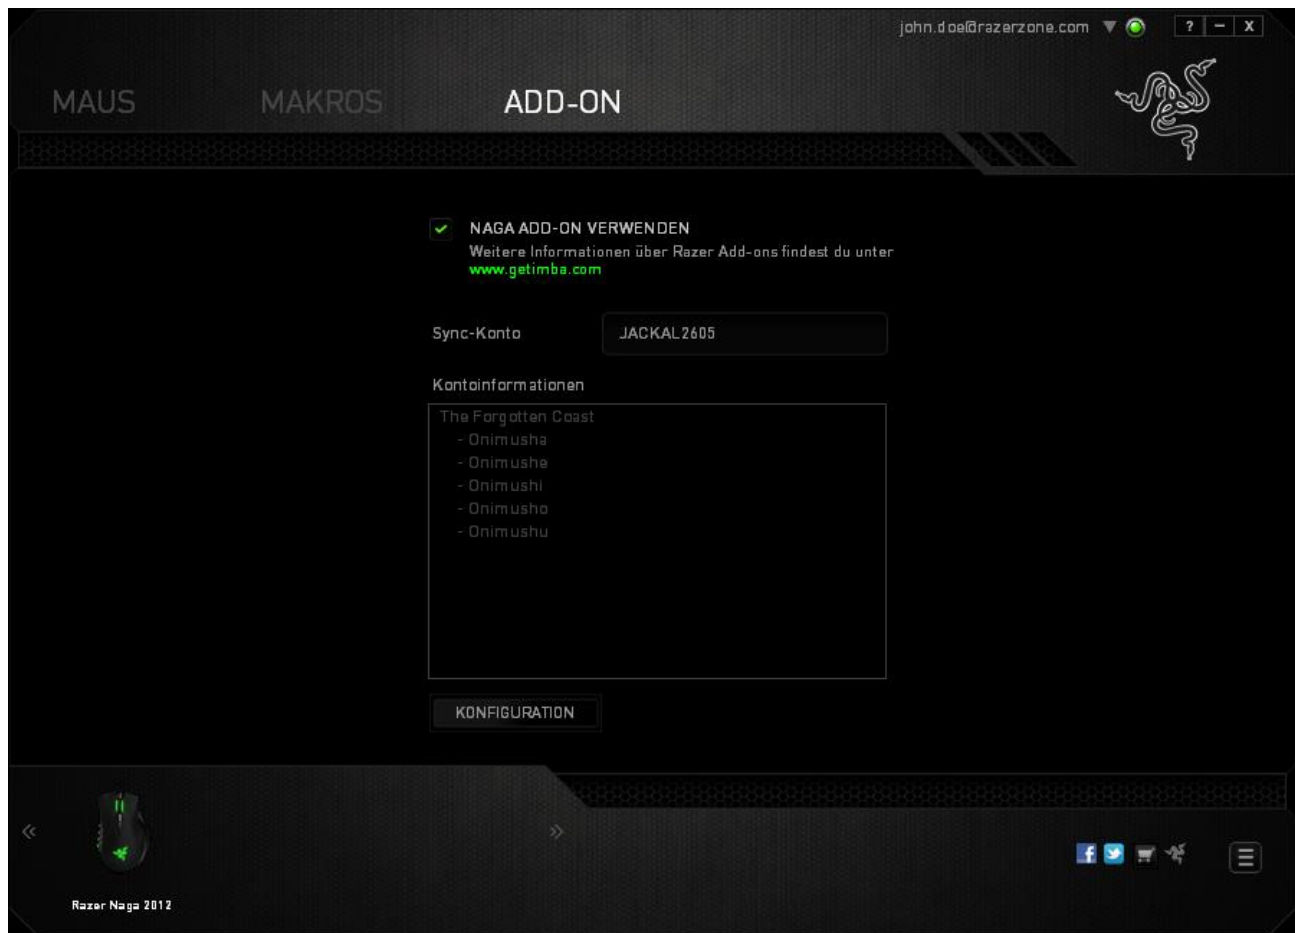 john.doe@razerzone.com
? – X
MAUS MAKROS ADD-ON
NAGA ADD-ON VERWENDEN
Weitere Informationen über Razer Add-ons findest du unter
www.getimba.com
Sync-Konto JACKAL2605
Kontoinformationen
The Forgotten Coast
- Onimusha
- Onimushe
- Onimushi
- Onimusho
- Onimushu
KONFIGURATION
Razer Naga 2012